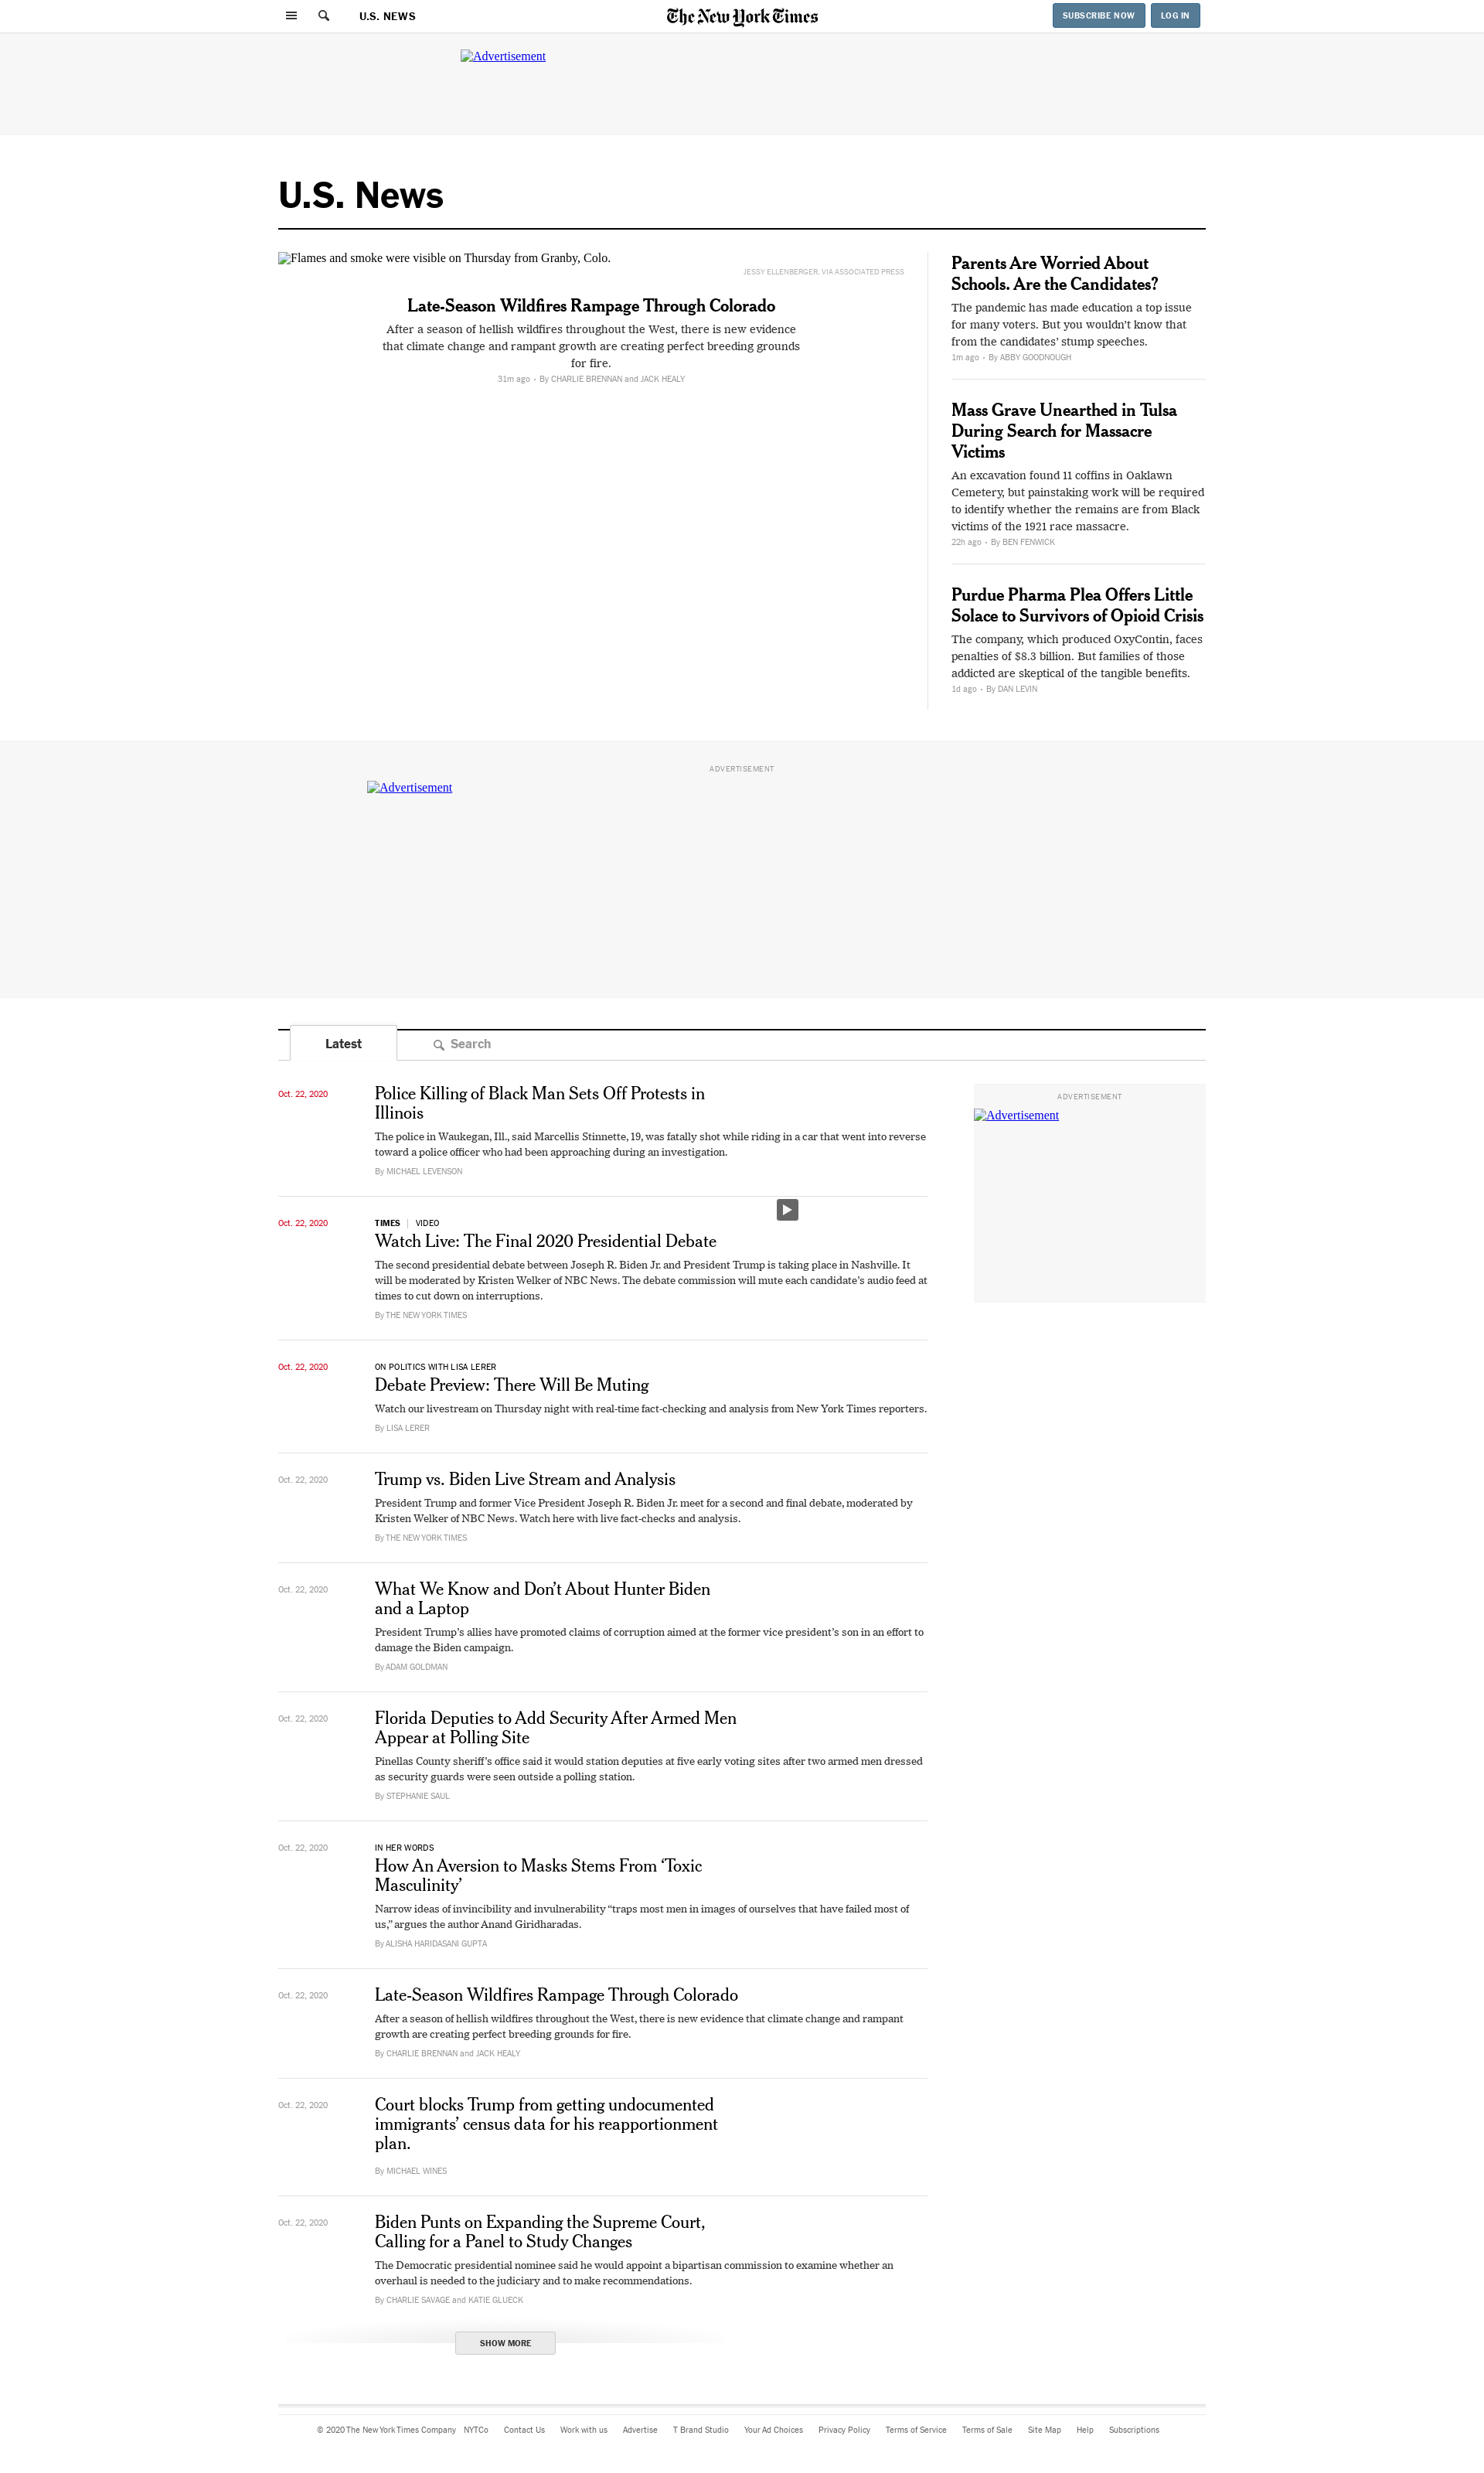 U.S. NEWS
The New York Times
SUBSCRIBE NOW
LOG IN
Advertisement
U.S. News
Flames and smoke were visible on Thursday from Granby, Colo.
JESSY ELLENBERGER, VIA ASSOCIATED PRESS
Late-Season Wildfires Rampage Through Colorado
After a season of hellish wildfires throughout the West, there is new evidence
that climate change and rampant growth are creating perfect breeding grounds
for fire.
31m ago • By CHARLIE BRENNAN and JACK HEALY
Parents Are Worried About
Schools. Are the Candidates?
The pandemic has made education a top issue
for many voters. But you wouldn’t know that
from the candidates’ stump speeches.
1m ago • By ABBY GOODNOUGH
Mass Grave Unearthed in Tulsa
During Search for Massacre
Victims
An excavation found 11 coffins in Oaklawn
Cemetery, but painstaking work will be required
to identify whether the remains are from Black
victims of the 1921 race massacre.
22h ago • By BEN FENWICK
Purdue Pharma Plea Offers Little
Solace to Survivors of Opioid Crisis
The company, which produced OxyContin, faces
penalties of $8.3 billion. But families of those
addicted are skeptical of the tangible benefits.
1d ago • By DAN LEVIN
ADVERTISEMENT
Advertisement
Latest
Search
Oct. 22, 2020
Police Killing of Black Man Sets Off Protests in
Illinois
The police in Waukegan, Ill., said Marcellis Stinnette, 19, was fatally shot while riding in a car that went into reverse
toward a police officer who had been approaching during an investigation.
By MICHAEL LEVENSON
ADVERTISEMENT
Advertisement
Oct. 22, 2020
TIMES | VIDEO
Watch Live: The Final 2020 Presidential Debate
The second presidential debate between Joseph R. Biden Jr. and President Trump is taking place in Nashville. It
will be moderated by Kristen Welker of NBC News. The debate commission will mute each candidate’s audio feed at
times to cut down on interruptions.
By THE NEW YORK TIMES
Oct. 22, 2020
ON POLITICS WITH LISA LERER
Debate Preview: There Will Be Muting
Watch our livestream on Thursday night with real-time fact-checking and analysis from New York Times reporters.
By LISA LERER
Oct. 22, 2020
Trump vs. Biden Live Stream and Analysis
President Trump and former Vice President Joseph R. Biden Jr. meet for a second and final debate, moderated by
Kristen Welker of NBC News. Watch here with live fact-checks and analysis.
By THE NEW YORK TIMES
Oct. 22, 2020
What We Know and Don’t About Hunter Biden
and a Laptop
President Trump’s allies have promoted claims of corruption aimed at the former vice president’s son in an effort to
damage the Biden campaign.
By ADAM GOLDMAN
Oct. 22, 2020
Florida Deputies to Add Security After Armed Men
Appear at Polling Site
Pinellas County sheriff’s office said it would station deputies at five early voting sites after two armed men dressed
as security guards were seen outside a polling station.
By STEPHANIE SAUL
Oct. 22, 2020
IN HER WORDS
How An Aversion to Masks Stems From ‘Toxic
Masculinity’
Narrow ideas of invincibility and invulnerability “traps most men in images of ourselves that have failed most of
us,” argues the author Anand Giridharadas.
By ALISHA HARIDASANI GUPTA
Oct. 22, 2020
Late-Season Wildfires Rampage Through Colorado
After a season of hellish wildfires throughout the West, there is new evidence that climate change and rampant
growth are creating perfect breeding grounds for fire.
By CHARLIE BRENNAN and JACK HEALY
Oct. 22, 2020
Court blocks Trump from getting undocumented
immigrants’ census data for his reapportionment
plan.
By MICHAEL WINES
Oct. 22, 2020
Biden Punts on Expanding the Supreme Court,
Calling for a Panel to Study Changes
The Democratic presidential nominee said he would appoint a bipartisan commission to examine whether an
overhaul is needed to the judiciary and to make recommendations.
By CHARLIE SAVAGE and KATIE GLUECK
SHOW MORE
© 2020 The New York Times Company NYTCo Contact Us Work with us Advertise T Brand Studio Your Ad Choices Privacy Policy Terms of Service Terms of Sale Site Map Help Subscriptions